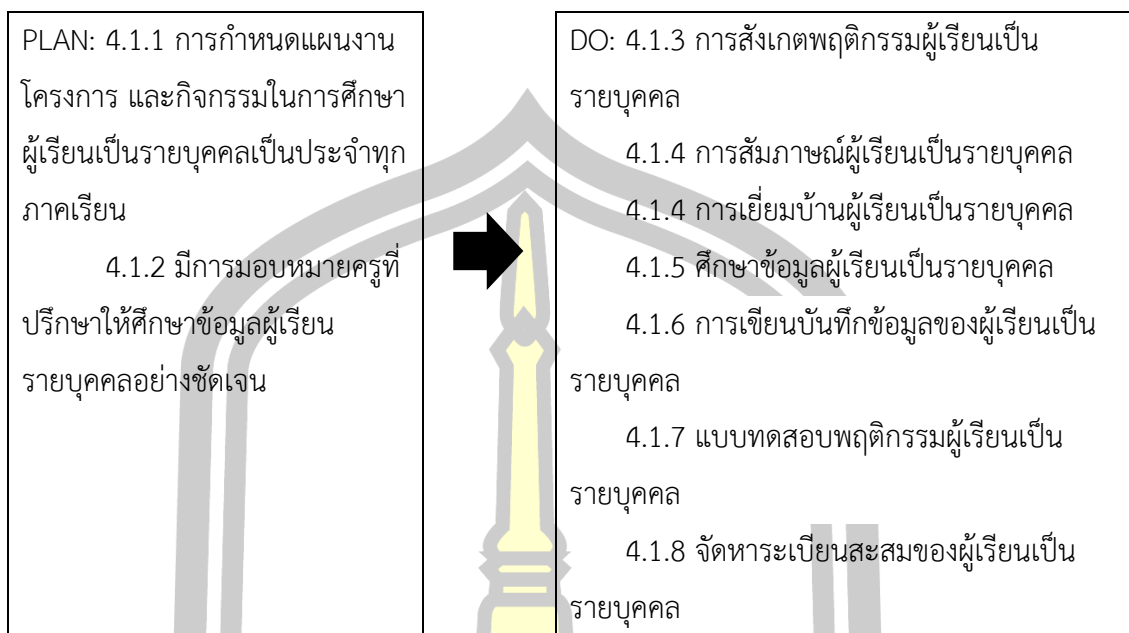 PLAN: 4.1.1 การกำหนดแผนงาน
โครงการ และกิจกรรมในการศึกษา
ผู้เรียนเป็นรายบุคคลเป็นประจำทุก
ภาคเรียน
4.1.2 มีการมอบหมายครูที่
ปรึกษาให้ศึกษาข้อมูลผู้เรียน
รายบุคคลอย่างชัดเจน
DO: 4.1.3 การสังเกตพฤติกรรมผู้เรียนเป็น
รายบุคคล
4.1.4 การสัมภาษณ์ผู้เรียนเป็นรายบุคคล
4.1.4 การเยี่ยมบ้านผู้เรียนเป็นรายบุคคล
4.1.5 ศึกษาข้อมูลผู้เรียนเป็นรายบุคคล
4.1.6 การเขียนบันทึกข้อมูลของผู้เรียนเป็น
รายบุคคล
4.1.7 แบบทดสอบพฤติกรรมผู้เรียนเป็น
รายบุคคล
4.1.8 จัดหาระเบียนสะสมของผู้เรียนเป็น
รายบุคคล